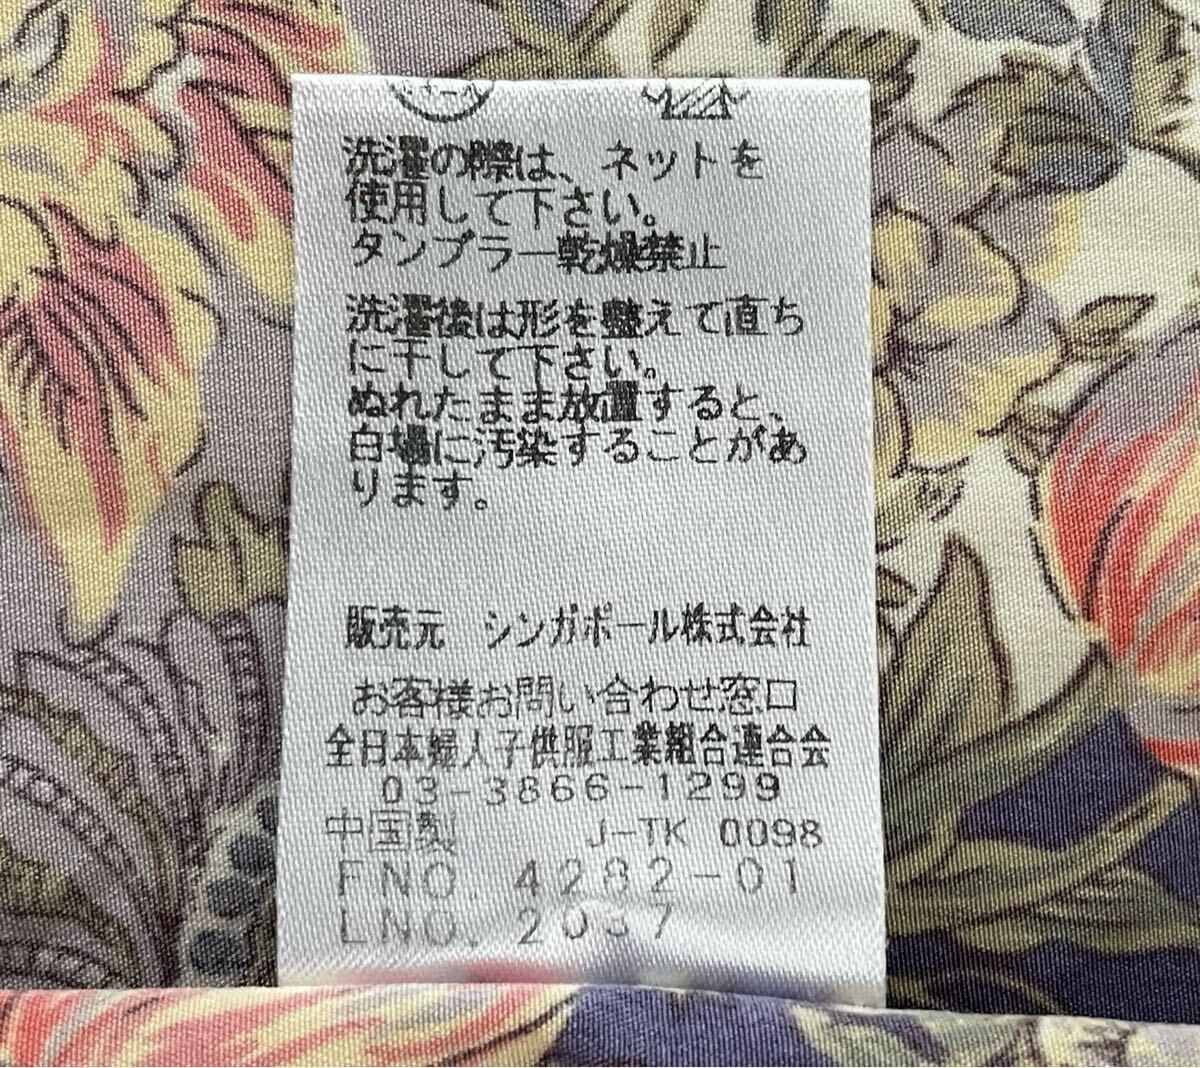 洗濯の際は、ネットを
使用して下さい。
タンブラー乾燥禁止
洗濯後は形を整えて直ち
に干して下さい。
ぬれたまま放置すると、
白場に汚染することがあ
ります。
販売元 シンガポール株式会社
お客様お問い合わせ窓口
全日本婦人子供服工業組合連合会
03-3866-1299
中国製 J-TK 0098
FNO. 4282-01
LNO. 2037